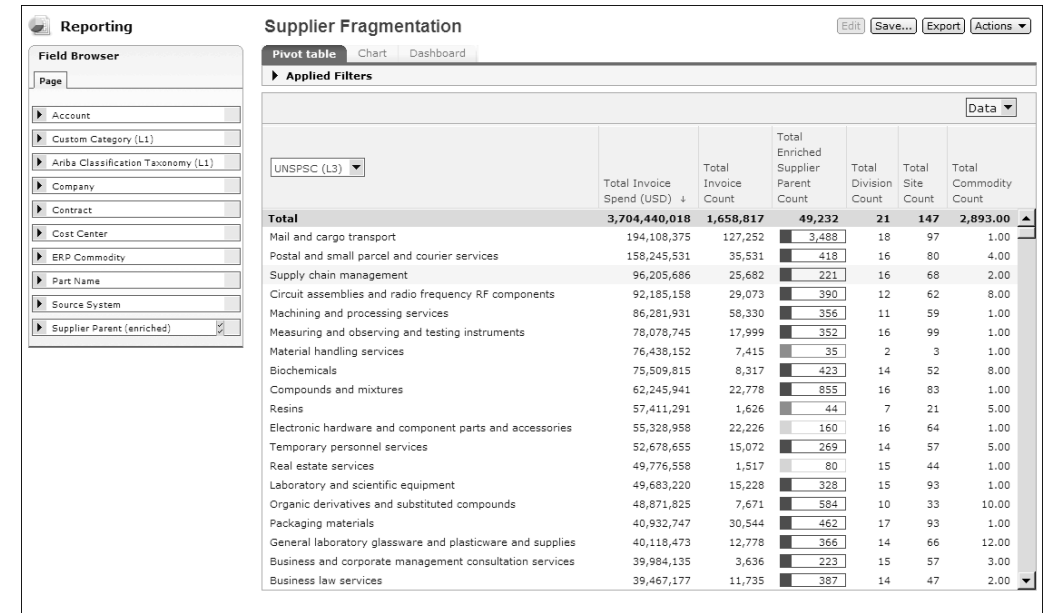 Reporting
Field Browser
Page
Account
Custom Category (L1)
Ariba Classification Taxonomy (L1)
Company
Contract
Cost Center
ERP Commodity
Part Name
Source System
Supplier Parent (enriched)
Supplier Fragmentation
Edit Save... Export Actions
Pivot table Chart Dashboard
Applied Filters
Data
UNSPSC (L3) Total Invoice Spend (USD) ↓ Total Invoice Count Total Enriched Supplier Parent Count Total Division Count Total Site Count Total Commodity Count
Total 3,704,440,018 1,658,817 49,232 21 147 2,893.00
Mail and cargo transport 194,108,375 127,252 3,488 18 97 1.00
Postal and small parcel and courier services 158,245,531 35,531 418 16 80 4.00
Supply chain management 96,205,686 25,682 221 16 68 2.00
Circuit assemblies and radio frequency RF components 92,185,158 29,073 390 12 62 8.00
Machining and processing services 86,281,931 58,330 356 11 59 1.00
Measuring and observing and testing instruments 78,078,745 17,999 352 16 99 1.00
Material handling services 76,438,152 7,415 35 2 3 1.00
Biochemicals 75,509,815 8,317 423 14 52 8.00
Compounds and mixtures 62,245,941 22,778 855 16 83 1.00
Resins 57,411,291 1,626 44 7 21 5.00
Electronic hardware and component parts and accessories 55,328,958 22,226 160 16 64 1.00
Temporary personnel services 52,678,655 15,072 269 14 57 5.00
Real estate services 49,776,558 1,517 80 15 44 1.00
Laboratory and scientific equipment 49,683,220 15,228 328 15 93 1.00
Organic derivatives and substituted compounds 48,871,825 7,671 584 10 33 10.00
Packaging materials 40,932,747 30,544 462 17 93 1.00
General laboratory glassware and plasticware and supplies 40,118,473 12,778 366 14 66 12.00
Business and corporate management consultation services 39,984,135 3,636 223 15 57 3.00
Business law services 39,467,177 11,735 387 14 47 2.00